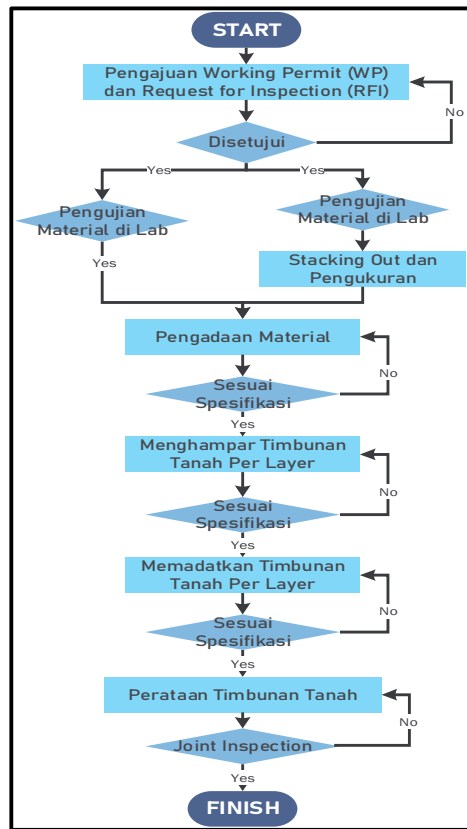 START
Pengajuan Working Permit (WP)
dan Request for Inspection (RFI)
No
Disetujui
Yes
Yes
Pengujian
Material di Lab
Pengujian
Material di Lab
Yes
Stacking Out dan
Pengukuran
Pengadaan Material
No
Sesuai
Spesifikasi
Yes
Menghampar Timbunan
Tanah Per Layer
No
Sesuai
Spesifikasi
Yes
Memadatkan Timbunan
Tanah Per Layer
No
Sesuai
Spesifikasi
Yes
Perataan Timbunan Tanah
No
Joint Inspection
Yes
FINISH